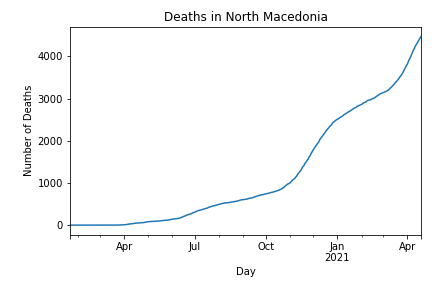 Deaths in North Macedonia
Number of Deaths
4000
3000
2000
1000
0
Apr
Jul
Oct
Jan
2021
Apr
Day